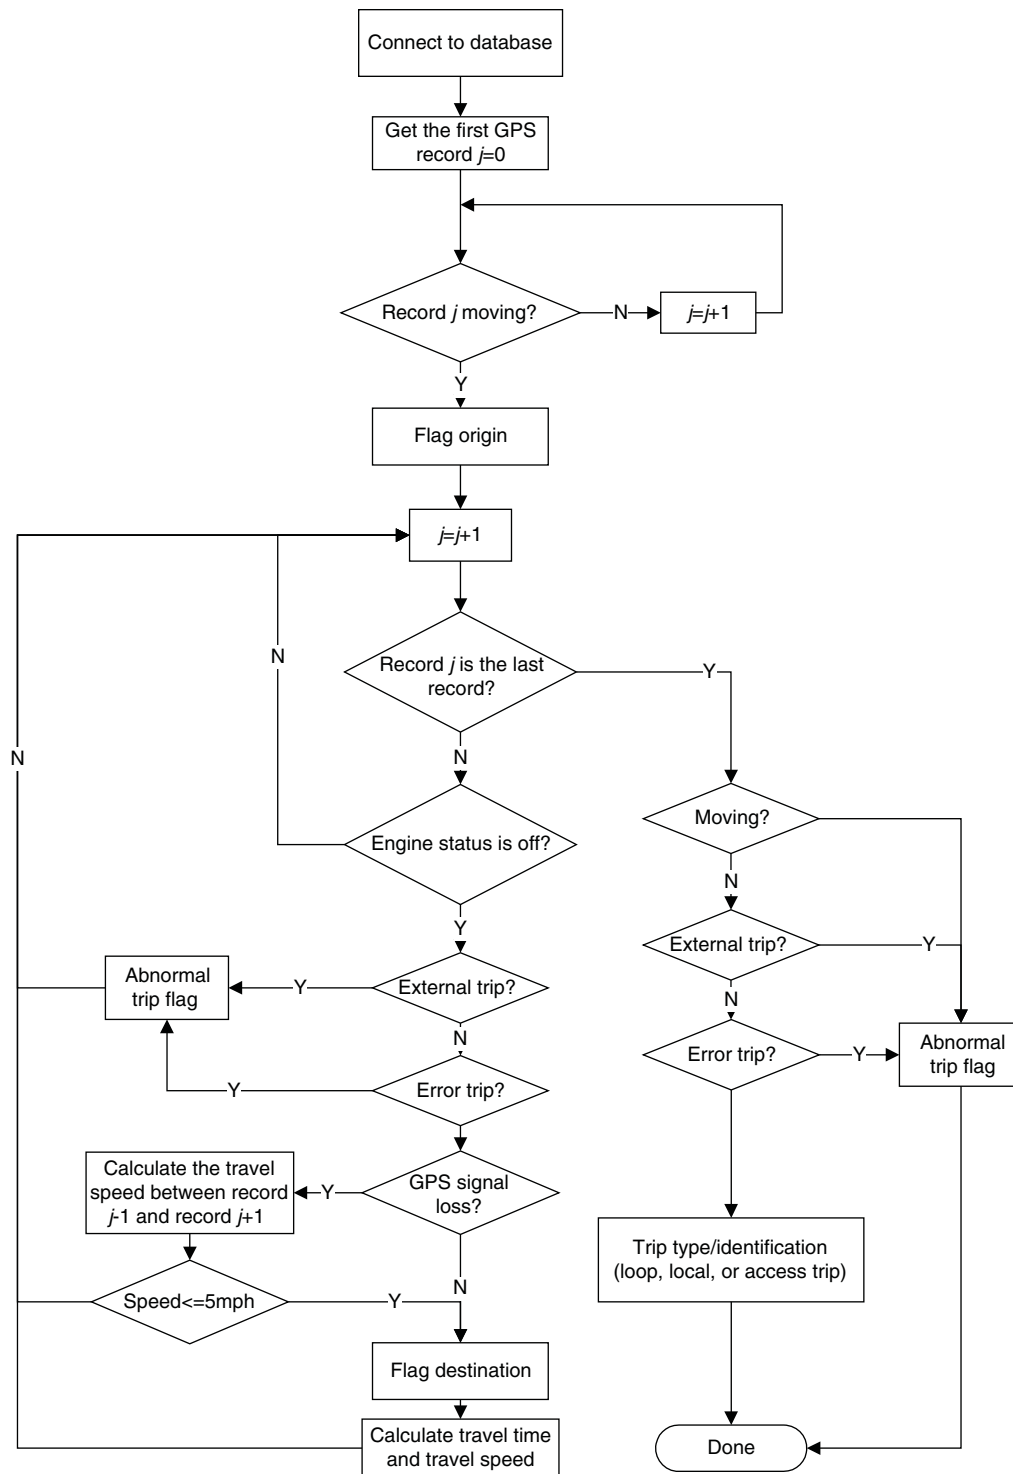 Connect to database
Get the first GPS
record j=0
Record j moving?
N
j=j+1
Y
Flag origin
j=j+1
N
Record j is the last
record?
Y
N
N
Engine status is off?
Moving?
N
Y
External trip?
Y
Abnormal
trip flag
Y
External trip?
N
N
Error trip?
Y
Error trip?
Y
Abnormal
trip flag
Calculate the travel
speed between record
j-1 and record j+1
Y
GPS signal
loss?
N
Trip type/identification
(loop, local, or access trip)
Speed<=5mph
Y
Flag destination
Calculate travel time
and travel speed
Done